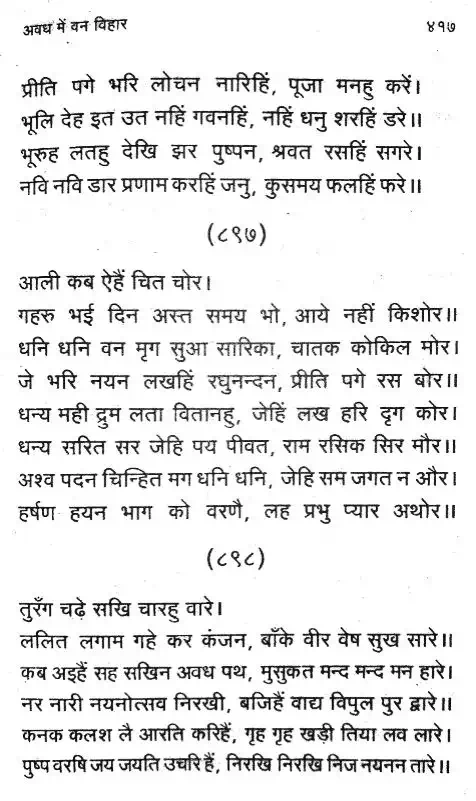 अवध में वन विहार ४१७
प्रीति पगे भरि लोचन नारिहिं, पूजा मनहु करें।
भूलि देह इत उत नहिं गवनहिं, नहिं धनु शरहिं डरे॥
भूरुह लतहु देखि झर पुष्पन, श्रवत रसहिं सगरे।
नवि नवि डार प्रणाम करहिं जनु, कुसमय फलहिं फरे॥
(८९७)
आली कब ऐहैं चित चोर।
गहरु भई दिन अस्त समय भो, आये नहीं किशोर॥
धनि धनि वन मृग सुआ सारिका, चातक कोकिल मोर।
जे भरि नयन लखहिं रघुनन्दन, प्रीति पगे रस बोर॥
धन्य मही द्रुम लता वितानहु, जेहिं लख हरि दृग कोर।
धन्य सरित सर जेहि पय पीवत, राम रसिक सिर मौर॥
अश्व पदन चिन्हित मग धनि धनि, जेहि सम जगत न और।
हर्षण हयन भाग को वरणै, लह प्रभु प्यार अथोर॥
(८९८)
तुरँग चढ़े सखि चारहु वारे।
ललित लगाम गहे कर कंजन, बाँके वीर वेष सुख सारे॥
कब अइहैं सह सखिन अवध पथ, मुसुकत मन्द मन्द मन हारे।
नर नारी नयनोत्सव निरखी, बजिहैं वाद्य विपुल पुर द्वारे॥
कनक कलश लै आरति करिहैं, गृह गृह खड़ी तिया लव लारे।
पुष्प वरषि जय जयति उचरिहैं, निरखि निरखि निज नयनन तारे॥